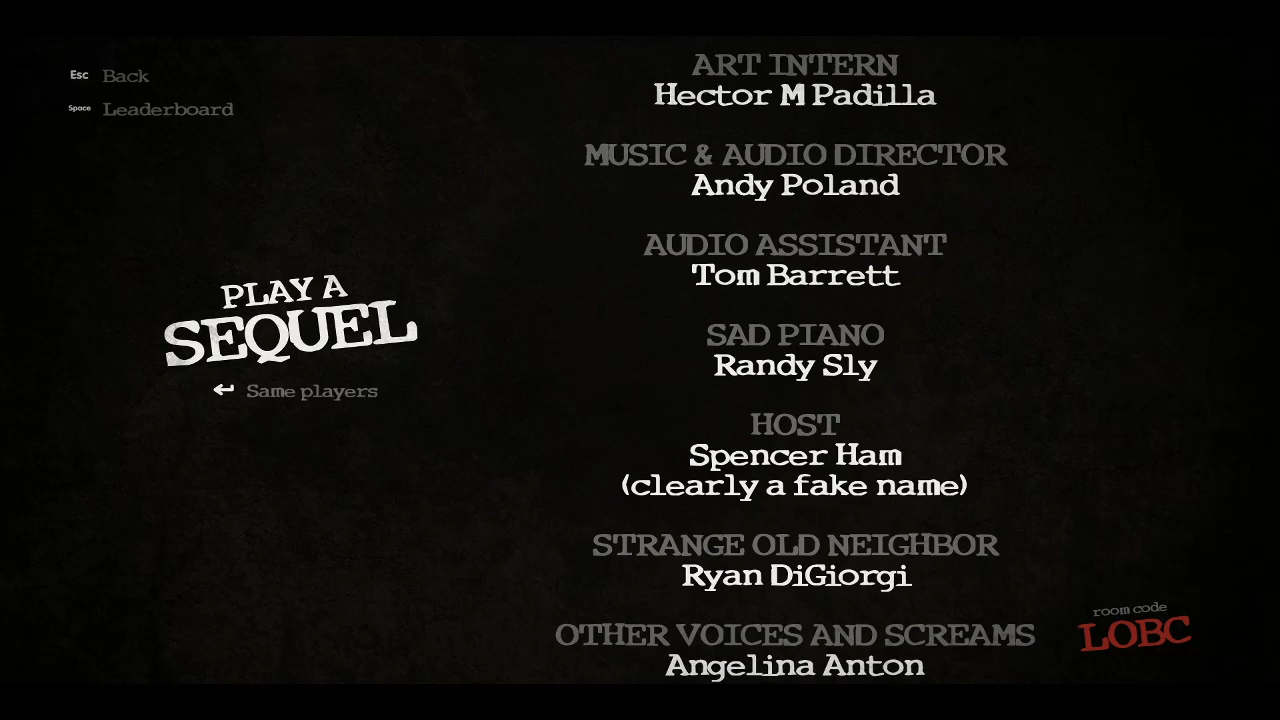 Esc Back
Space Leaderboard
PLAY A
SEQUEL
Same players
ART INTERN
Hector M Padilla
MUSIC & AUDIO DIRECTOR
Andy Poland
AUDIO ASSISTANT
Tom Barrett
SAD PIANO
Randy Sly
HOST
Spencer Ham
(clearly a fake name)
STRANGE OLD NEIGHBOR
Ryan DiGiorgi
OTHER VOICES AND SCREAMS
Angelina Anton
room code
LOBC